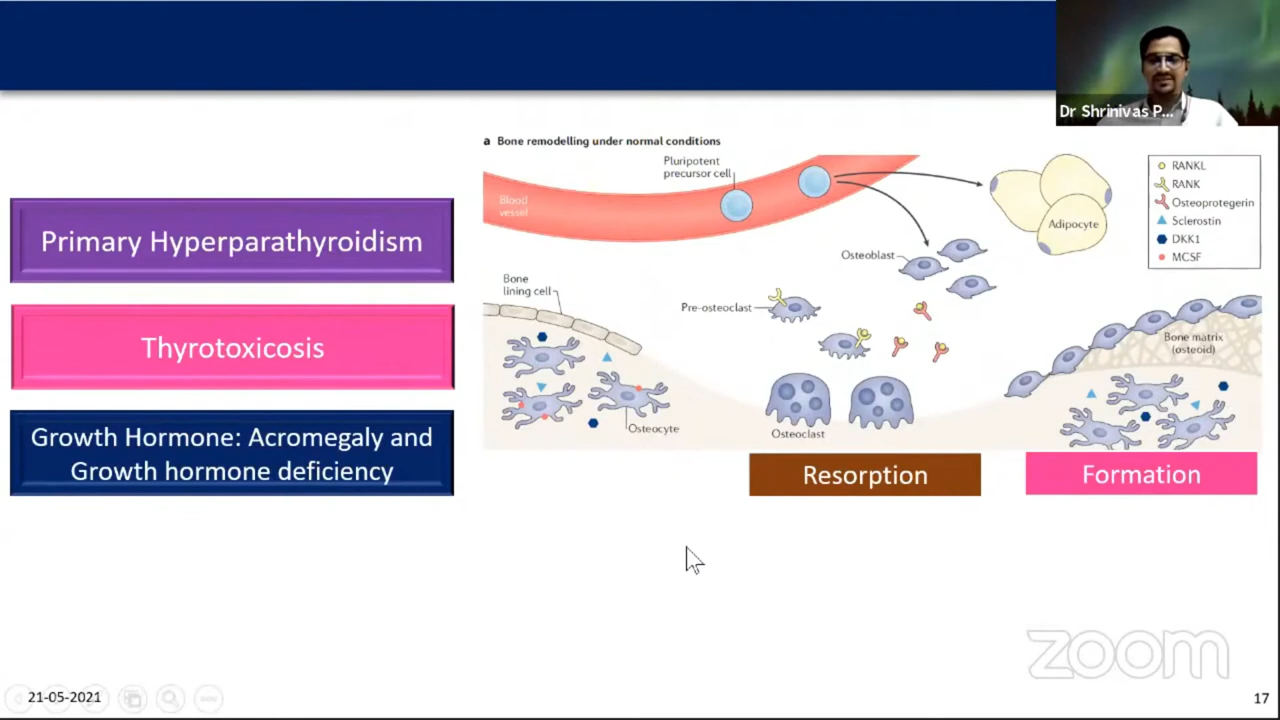 Dr Shrinivas P...
Primary Hyperparathyroidism
Thyrotoxicosis
Growth Hormone: Acromegaly and
Growth hormone deficiency
a Bone remodelling under normal conditions
Pluripotent
precursor cell
Blood
vessel
Adipocyte
Osteoblast
Bone
lining cell
Pre-osteoclast
Osteocyte
Osteoclast
Bone matrix
(osteoid)
RANKL
RANK
Osteoprotegerin
Sclerostin
DKK1
MCSF
Resorption
Formation
zoom
21-05-2021
17